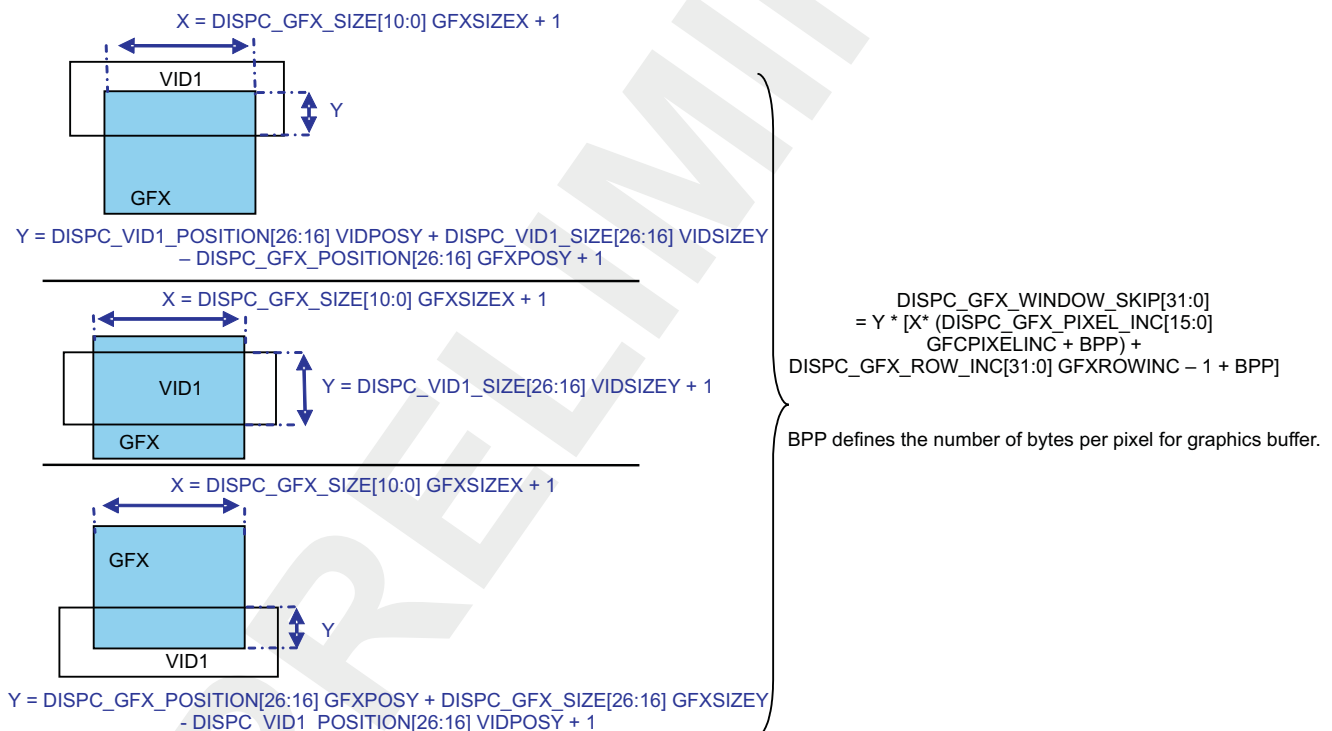 X = DISPC_GFX_SIZE[10:0] GFXSIZEX + 1
VID1
Y
GFX
Y = DISPC_VID1_POSITION[26:16] VIDPOSY + DISPC_VID1_SIZE[26:16] VIDSIZEY
– DISPC_GFX_POSITION[26:16] GFXPOSY + 1
X = DISPC_GFX_SIZE[10:0] GFXSIZEX + 1
VID1
Y = DISPC_VID1_SIZE[26:16] VIDSIZEY + 1
GFX
X = DISPC_GFX_SIZE[10:0] GFXSIZEX + 1
GFX
Y
VID1
Y = DISPC_GFX_POSITION[26:16] GFXPOSY + DISPC_GFX_SIZE[26:16] GFXSIZEY
- DISPC_VID1_POSITION[26:16] VIDPOSY + 1
DISPC_GFX_WINDOW_SKIP[31:0]
= Y * [X* (DISPC_GFX_PIXEL_INC[15:0]
GFCPIXELINC + BPP) +
DISPC_GFX_ROW_INC[31:0] GFXROWINC – 1 + BPP]
BPP defines the number of bytes per pixel for graphics buffer.